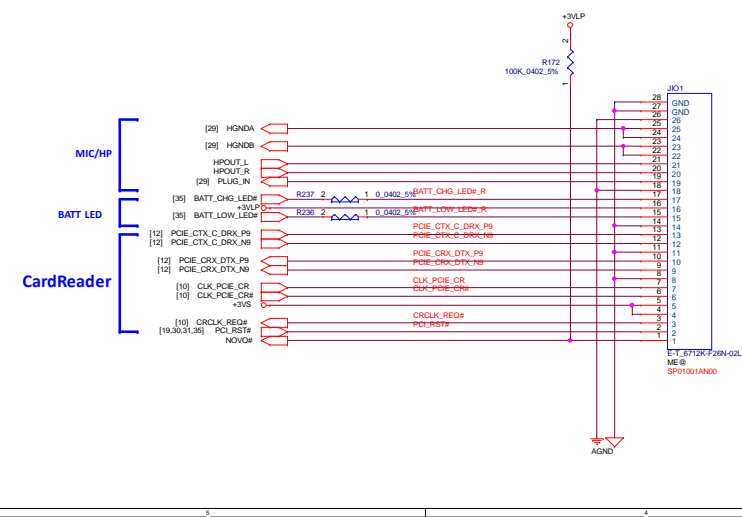 +3VLP
2
R172
100K_0402_5%
1
JIO1
28 GND
27 GND
26 26
[29] HGNDA 25 25
24 24
MIC/HP
[29] HGNDB 23 23
22 22
HPOUT_L 21 21
HPOUT_R 20 20
[29] PLUG_IN 19 19
18 18
[35] BATT_CHG_LED# R237 2 1 0_0402_5% BATT_CHG_LED#_R 17 17
+3VLP 16 16
BATT LED
[35] BATT_LOW_LED# R236 2 1 0_0402_5% BATT_LOW_LED#_R 15 15
14 14
[12] PCIE_CTX_C_DRX_P9 PCIE_CTX_C_DRX_P9 13 13
[12] PCIE_CTX_C_DRX_N9 PCIE_CTX_C_DRX_N9 12 12
11 11
[12] PCIE_CRX_DTX_P9 PCIE_CRX_DTX_P9 10 10
[12] PCIE_CRX_DTX_N9 PCIE_CRX_DTX_N9 9 9
8 8
CardReader
[10] CLK_PCIE_CR CLK_PCIE_CR 7 7
[10] CLK_PCIE_CR# CLK_PCIE_CR# 6 6
+3VS 5 5
4 4
[10] CRCLK_REQ# CRCLK_REQ# 3 3
[19,30,31,35] PCI_RST# PCI_RST# 2 2
NOVO# 1 1
E-T_6712K-F26N-02L
ME@
SP01001AN00
AGND
5 4